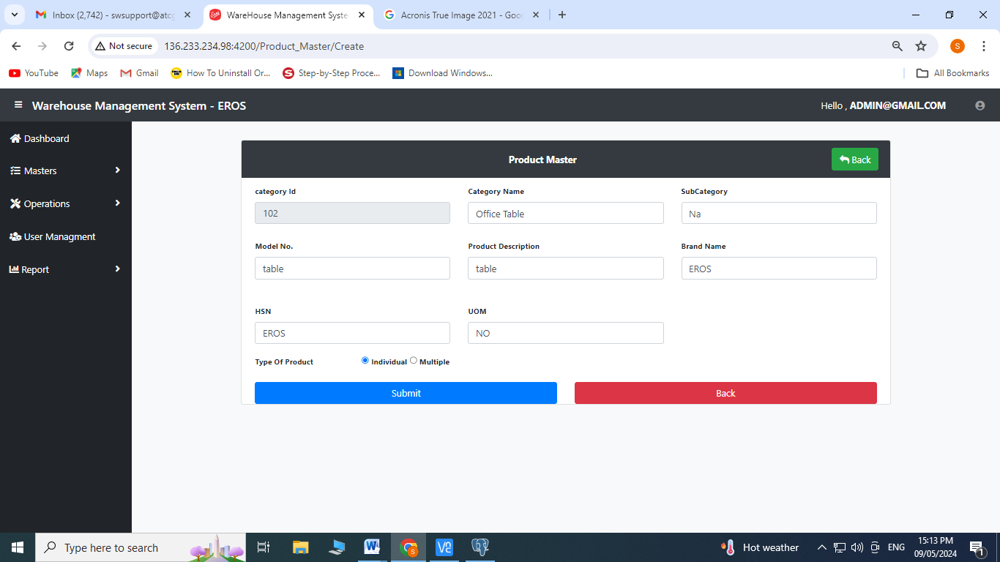 Inbox (2,742) - swsupport@atcg
WareHouse Management Syste
Acronis True Image 2021 - Goo
Not secure
136.233.234.98:4200/Product_Master/Create
S
YouTube
Maps
Gmail
How To Uninstall Or...
Step-by-Step Proce...
Download Windows...
All Bookmarks
Warehouse Management System - EROS
Hello , ADMIN@GMAIL.COM
Dashboard
Masters
Operations
User Managment
Report
Product Master
Back
category Id
Category Name
SubCategory
102
Office Table
Na
Model No.
Product Description
Brand Name
table
table
EROS
HSN
UOM
EROS
NO
Type Of Product
Individual
Multiple
Submit
Back
Type here to search
Hot weather
ENG
15:13 PM
09/05/2024
1